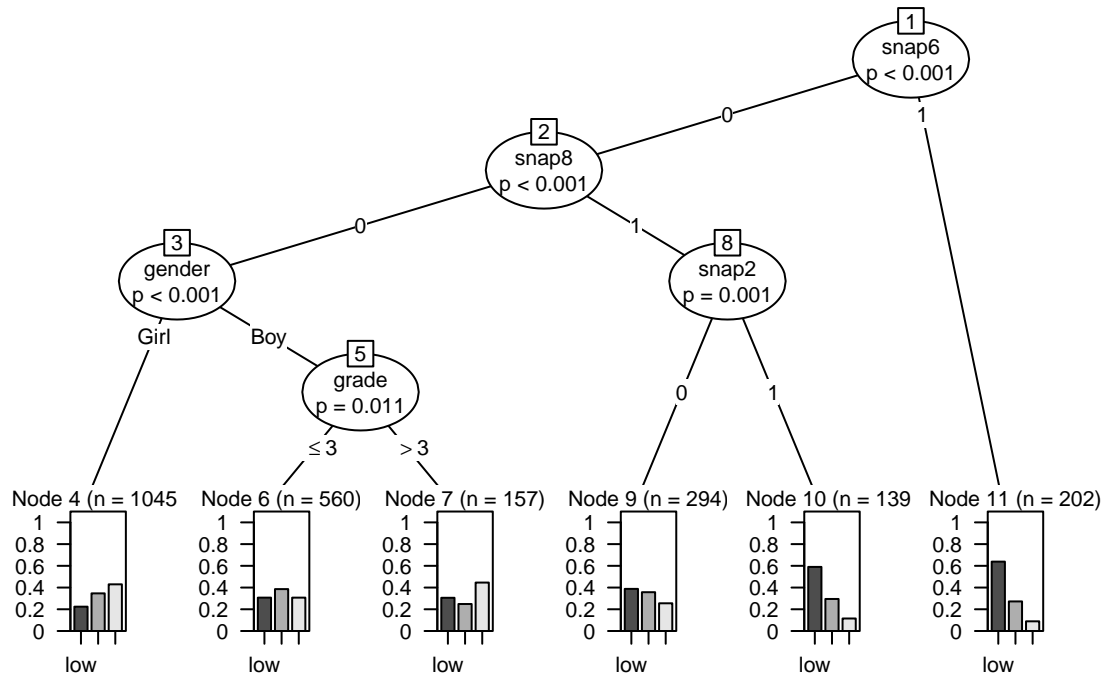 1
snap6
p < 0.001
0
1
2
snap8
p < 0.001
0
1
3
gender
p < 0.001
8
snap2
p = 0.001
Girl
Boy
5
grade
p = 0.011
0
1
≤ 3
> 3
Node 4 (n = 1045
Node 6 (n = 560)
Node 7 (n = 157)
Node 9 (n = 294)
Node 10 (n = 139
Node 11 (n = 202)
1 1 1 1 1 1
0.8 0.8 0.8 0.8 0.8 0.8
0.6 0.6 0.6 0.6 0.6 0.6
0.4 0.4 0.4 0.4 0.4 0.4
0.2 0.2 0.2 0.2 0.2 0.2
0 0 0 0 0 0
low low low low low low